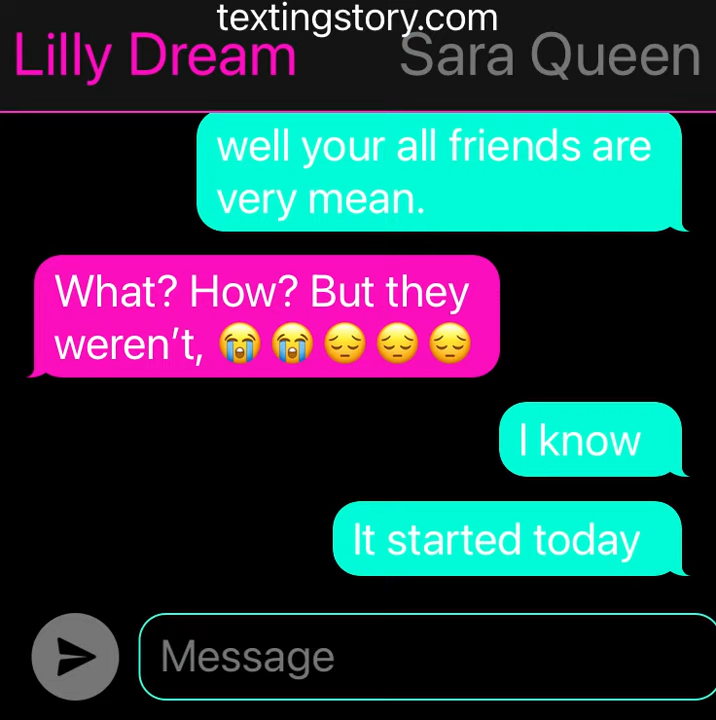 textingstory.com
Lilly Dream Sara Queen
well your all friends are
very mean.
What? How? But they
weren’t, 😭 😭 😔 😔 😔
I know
It started today
Message